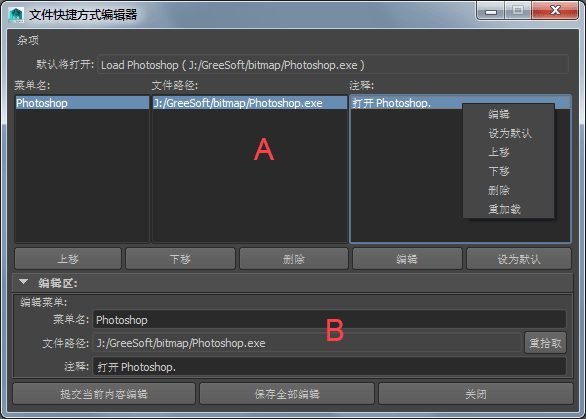 文件快捷方式编辑器
杂项
默认将打开: Load Photoshop ( J:/GreeSoft/bitmap/Photoshop.exe )
菜单名: 文件路径: 注释:
Photoshop J:/GreeSoft/bitmap/Photoshop.exe 打开 Photoshop.
编辑
设为默认
上移
下移
删除
重加载
A
上移 下移 删除 编辑 设为默认
编辑区:
编辑菜单:
菜单名: Photoshop
B
文件路径: J:/GreeSoft/bitmap/Photoshop.exe 重拾取
注释: 打开 Photoshop.
提交当前内容编辑 保存全部编辑 关闭